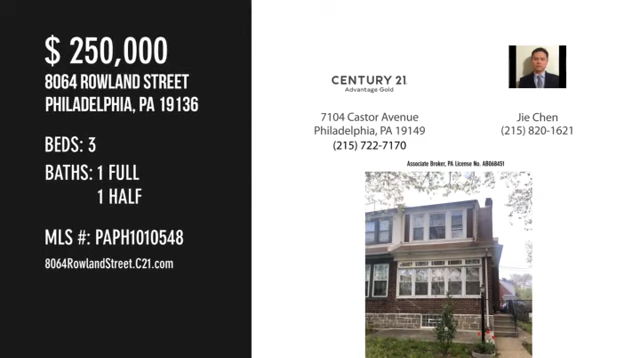 $ 250,000
8064 ROWLAND STREET
PHILADELPHIA, PA 19136
BEDS: 3
BATHS: 1 FULL
1 HALF
MLS #: PAPH1010548
8064RowlandStreet.C21.com
CENTURY 21
Advantage Gold
7104 Castor Avenue
Philadelphia, PA 19149
(215) 722-7170
Jie Chen
(215) 820-1621
Associate Broker, PA License No. AB068451